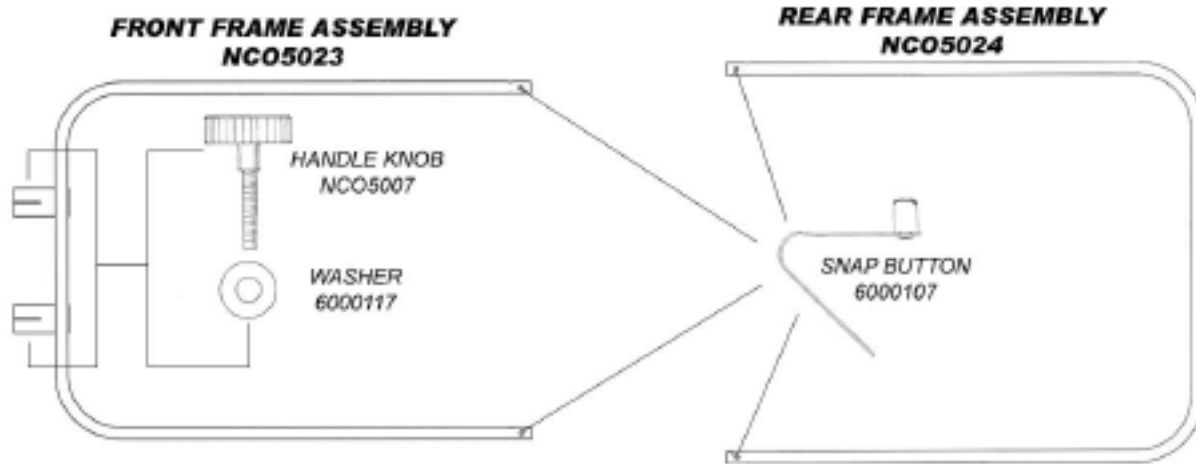 FRONT FRAME ASSEMBLY
NCO5023
REAR FRAME ASSEMBLY
NCO5024
HANDLE KNOB
NCO5007
WASHER
6000117
SNAP BUTTON
6000107